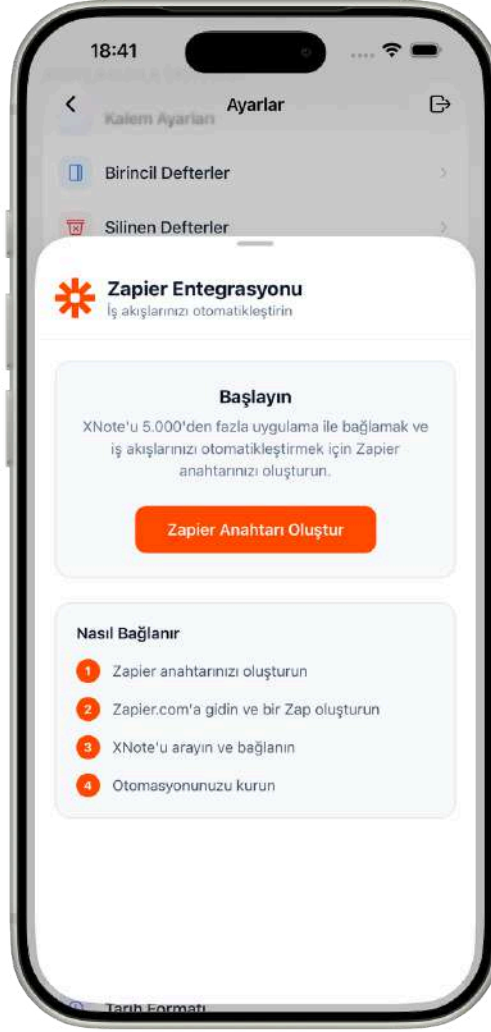 18:41
Ayarlar
Kalem Ayarları
Birincil Defterler
Silinen Defterler
Zapier Entegrasyonu
İş akışlarınızı otomatikleştirin
Başlayın
XNote'u 5.000'den fazla uygulama ile bağlamak ve
iş akışlarınızı otomatikleştirmek için Zapier
anahtarınızı oluşturun.
Zapier Anahtarı Oluştur
Nasıl Bağlanır
1 Zapier anahtarınızı oluşturun
2 Zapier.com'a gidin ve bir Zap oluşturun
3 XNote'u arayın ve bağlanın
4 Otomasyonunuzu kurun
Tarih Formatı